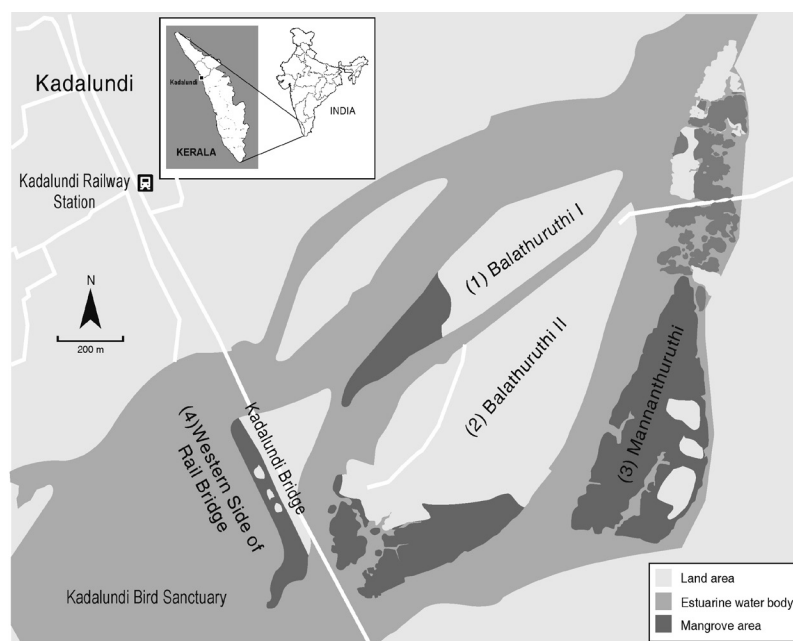 Kadalundi
Kadalundi
KERALA
INDIA
Kadalundi Railway
Station
N
200 m
(1) Balathuruthi I
(2) Balathuruthi II
(3) Mannanthuruthi
(4)Western Side of
Rail Bridge
Kadalundi Bridge
Kadalundi Bird Sanctuary
Land area
Estuarine water body
Mangrove area